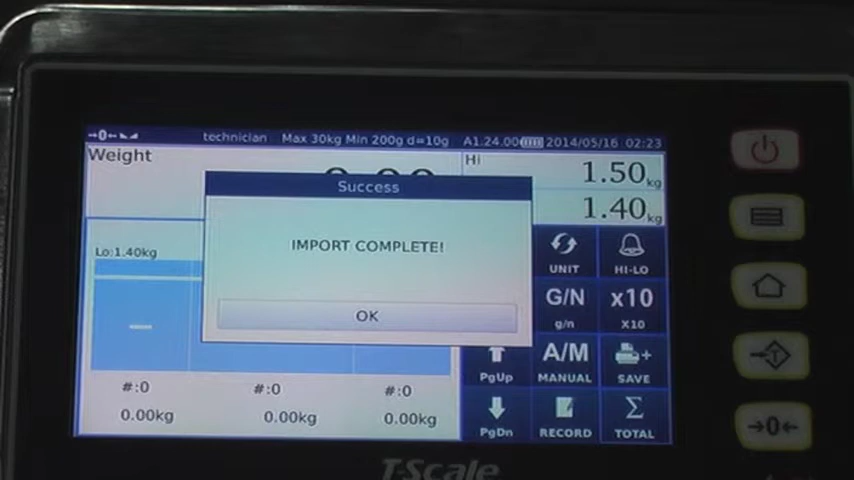 →0← technician Max 30kg Min 200g d=10g A1.24.00 2014/05/16 02:23
Weight
Hi
1.50kg
1.40kg
Success
IMPORT COMPLETE!
OK
Lo:1.40kg
UNIT
HI-LO
G/N
g/n
x10
X10
PgUp
A/M
MANUAL
SAVE
PgDn
RECORD
Σ
TOTAL
#:0
#:0
#:0
0.00kg
0.00kg
0.00kg
T
→0←
T-Scale